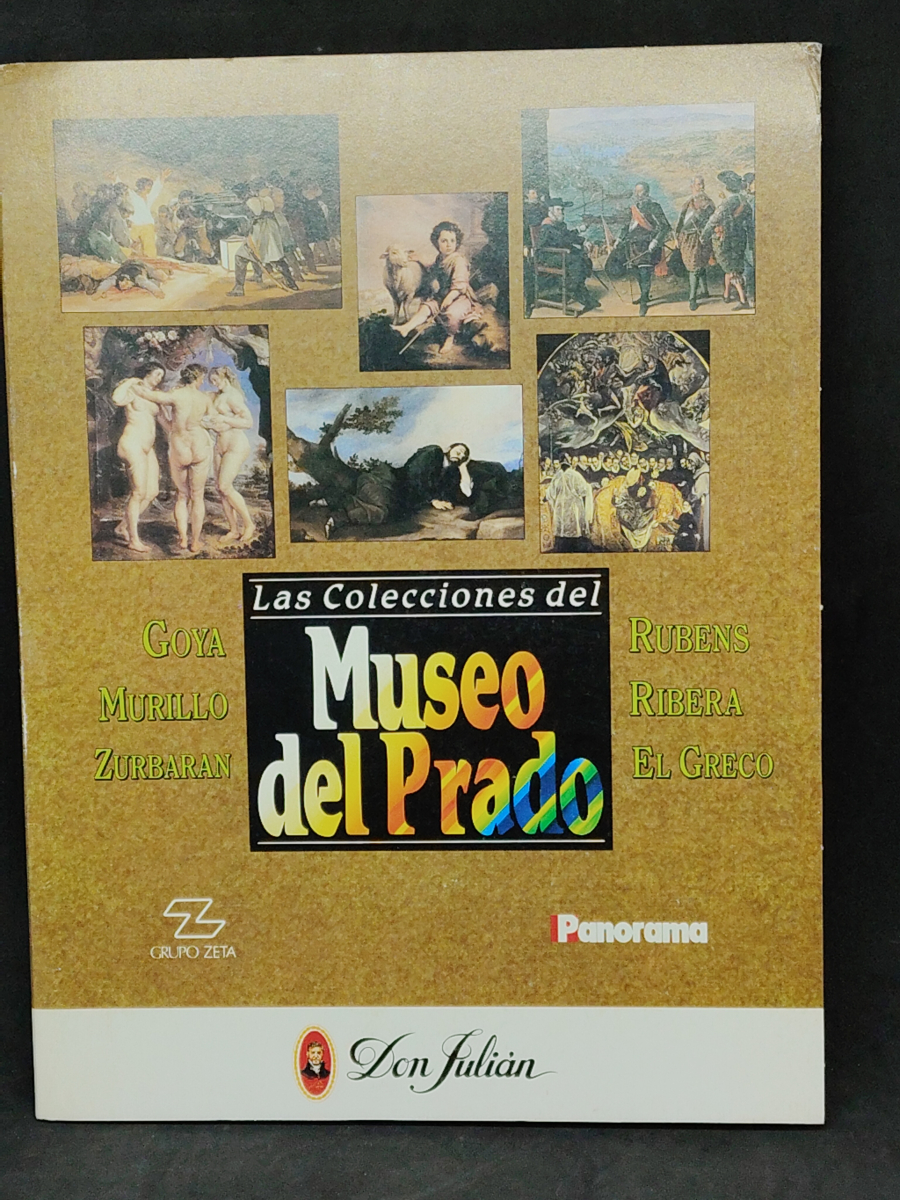 Las Colecciones del
Museo
del Prado
GOYA
MURILLO
ZURBARAN
RUBENS
RIBERA
EL GRECO
GRUPO ZETA
Panorama
Don Julián